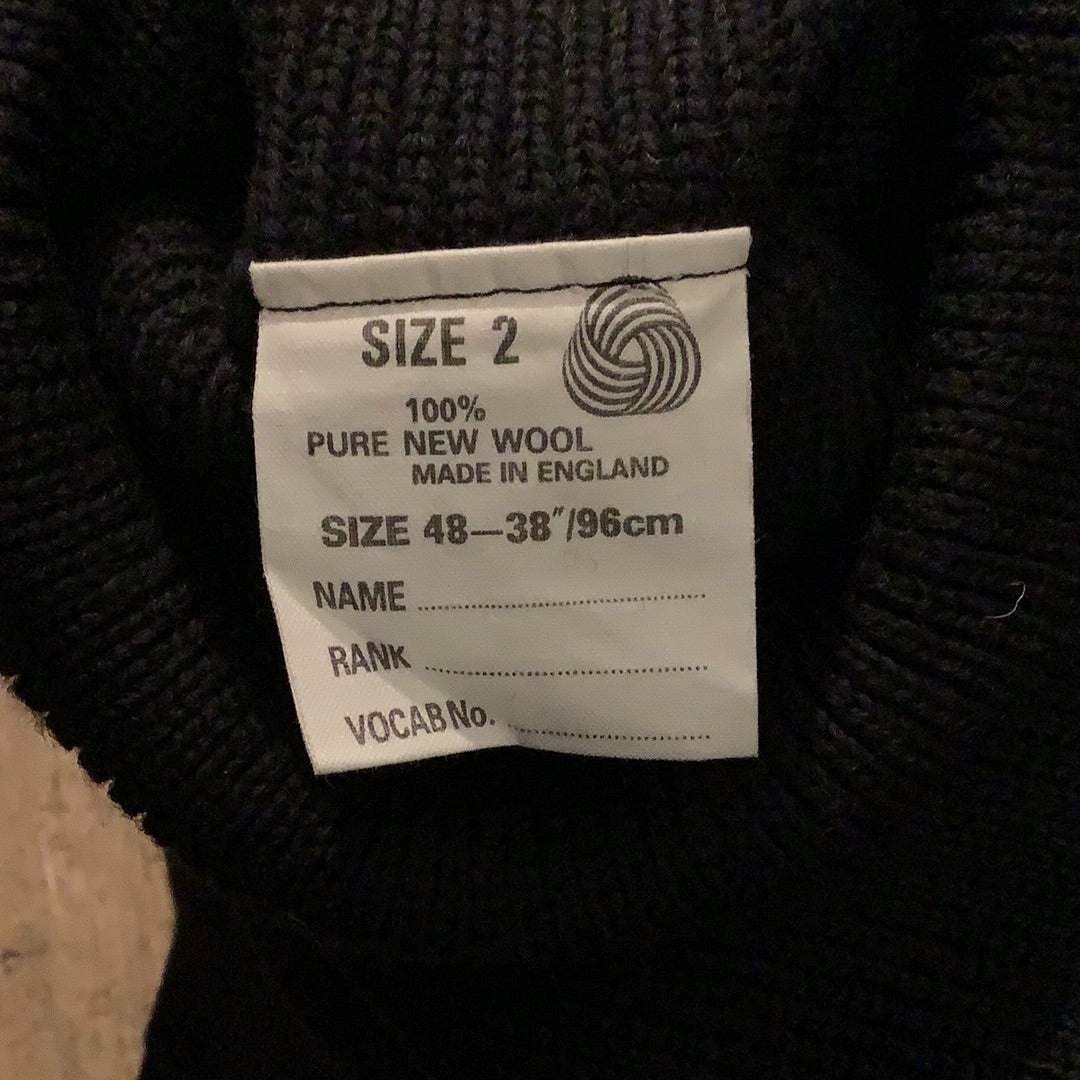 SIZE 2
100%
PURE NEW WOOL
MADE IN ENGLAND
SIZE 48—38"/96cm
NAME ..............................
RANK ..............................
VOCAB No. ..............................